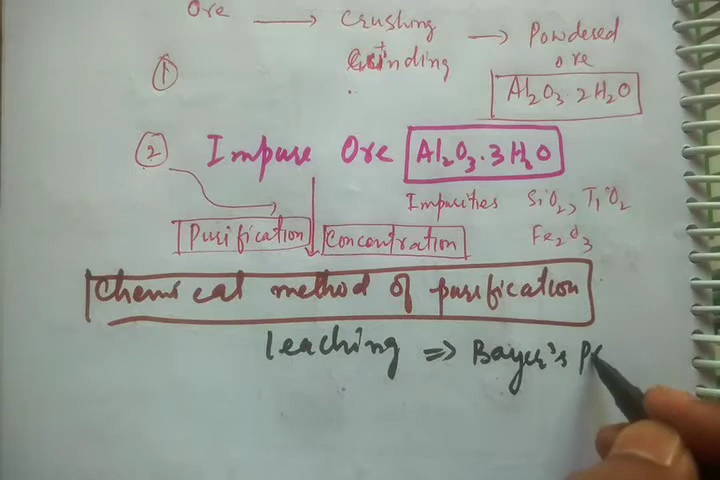 Ore ⟶ Crushing ⟶ Powdered
+
Grinding
ore
①
Al₂O₃.2H₂O
② Impure Ore Al₂O₃.3H₂O
Impurities SiO₂, TiO₂
Purification Concentration Fe₂O₃
Chemical method of purification
leaching ⇒ Bayer's P